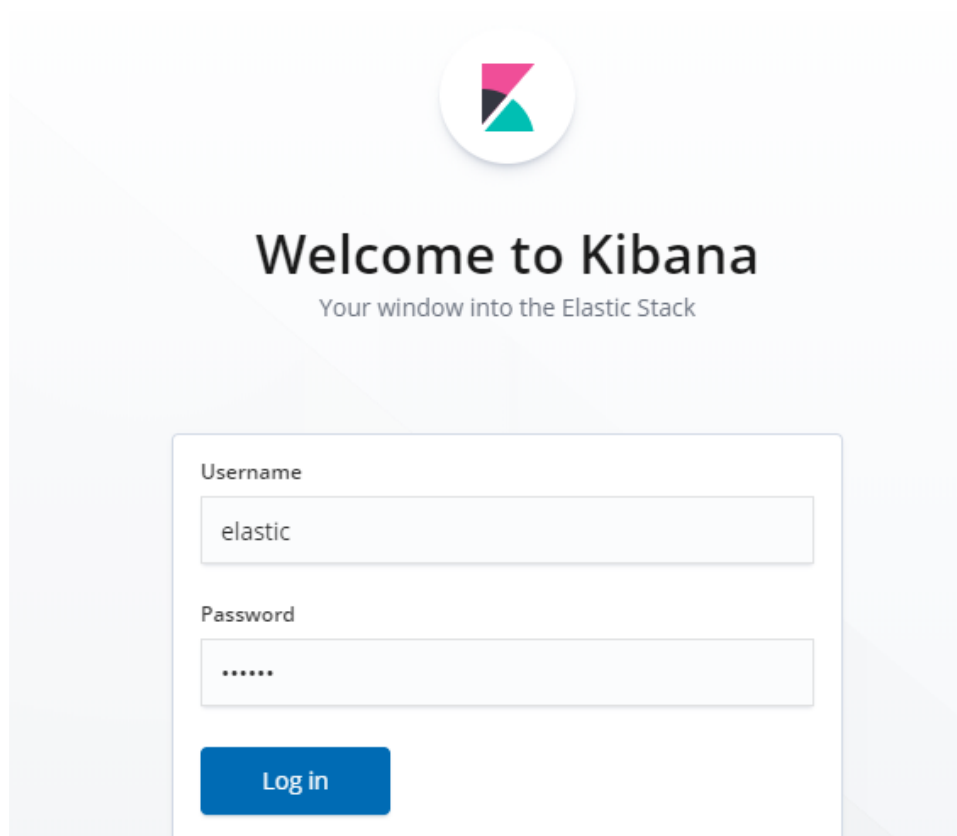 Welcome to Kibana
Your window into the Elastic Stack
Username
elastic
Password
••••••
Log in